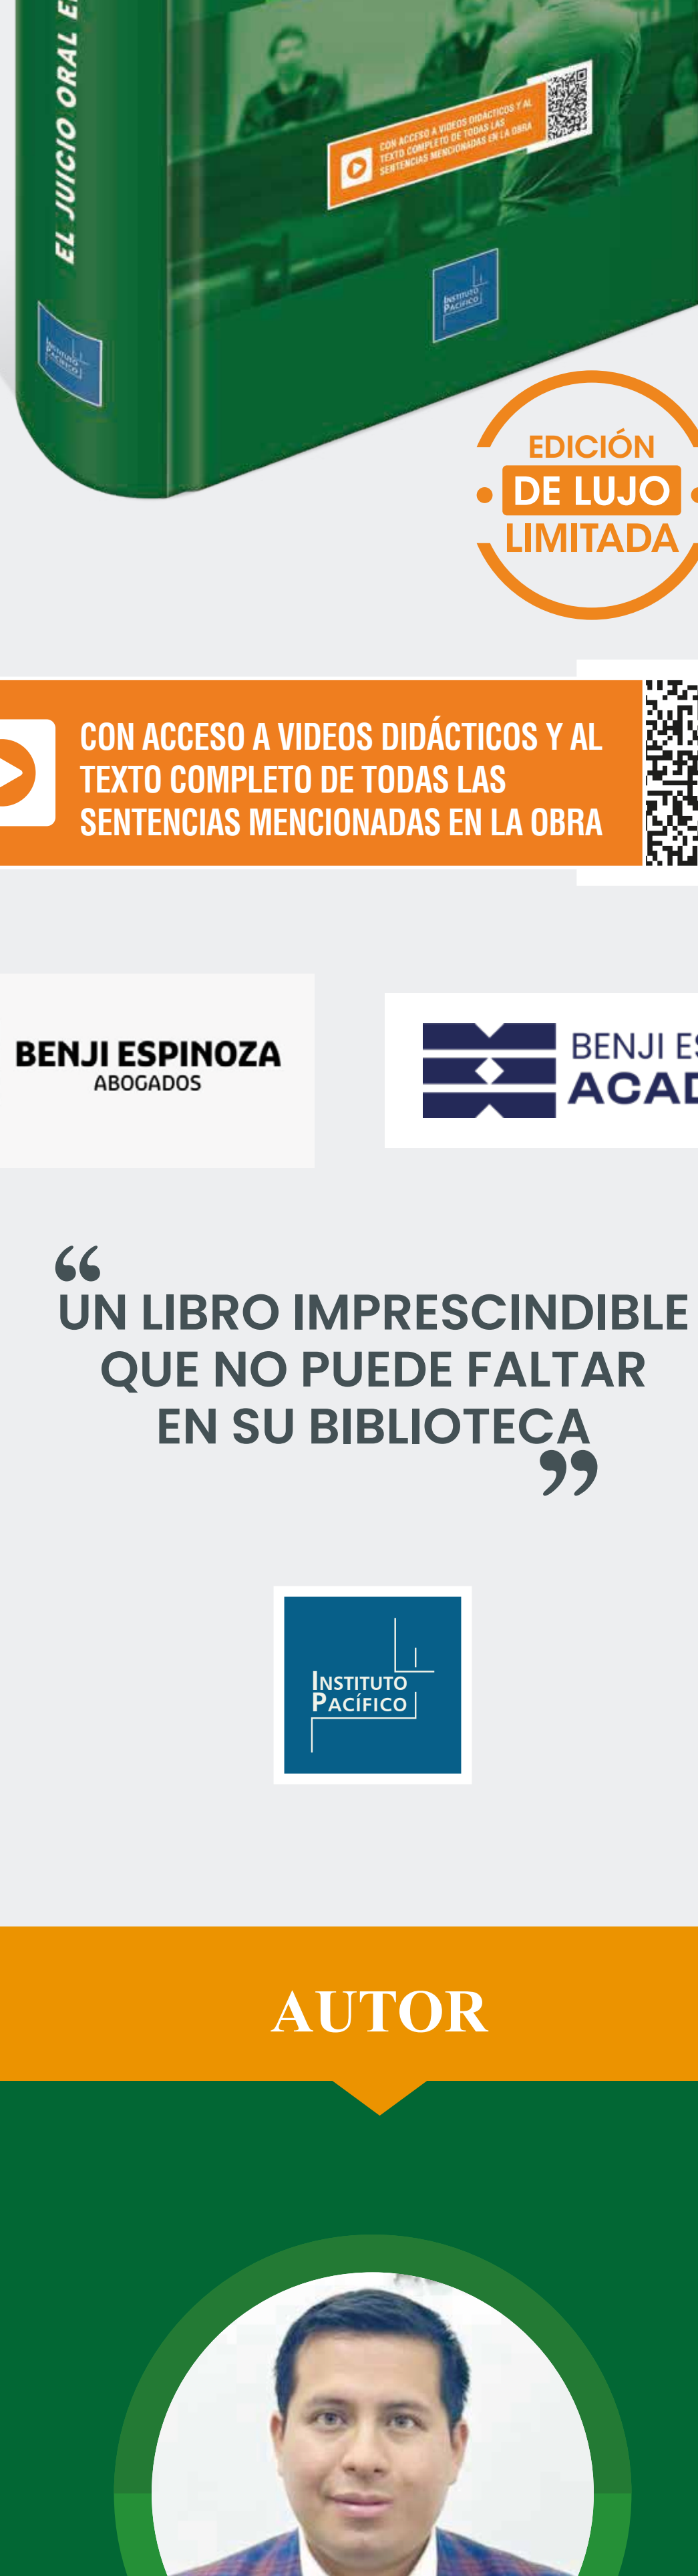 EL JUICIO ORAL
CON ACCESO A VIDEOS DIDÁCTICOS Y AL
TEXTO COMPLETO DE TODAS LAS
SENTENCIAS MENCIONADAS EN LA OBRA
INSTITUTO
PACÍFICO
INSTITUTO
PACÍFICO
EDICIÓN
DE LUJO
LIMITADA
CON ACCESO A VIDEOS DIDÁCTICOS Y AL
TEXTO COMPLETO DE TODAS LAS
SENTENCIAS MENCIONADAS EN LA OBRA
BENJI ESPINOZA
ABOGADOS
BENJI
“
UN LIBRO IMPRESCINDIBLE
QUE NO PUEDE FALTAR
EN SU BIBLIOTECA
”
INSTITUTO
PACÍFICO
AUTOR